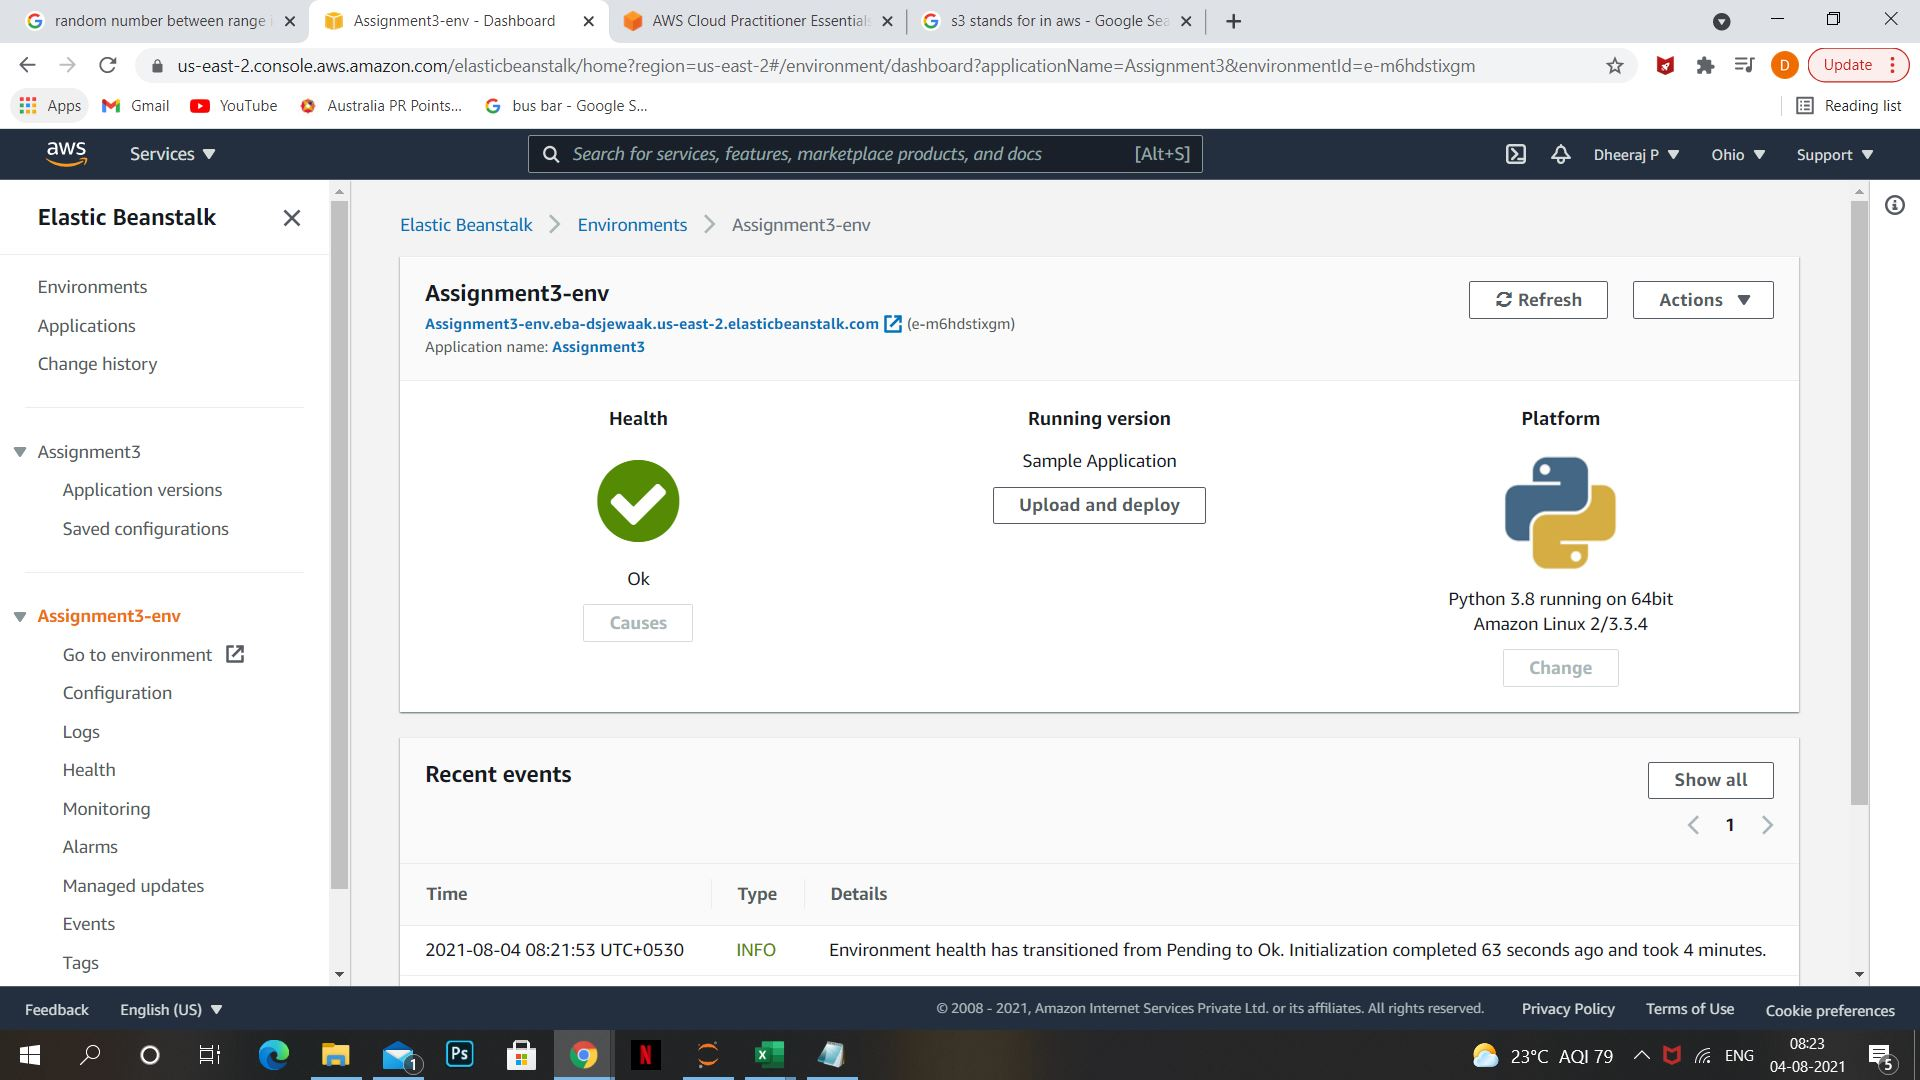 random number between range i
Assignment3-env - Dashboard
AWS Cloud Practitioner Essentials
s3 stands for in aws - Google Sea
us-east-2.console.aws.amazon.com/elasticbeanstalk/home?region=us-east-2#/environment/dashboard?applicationName=Assignment3&environmentId=e-m6hdstixgm
D
Update
Apps
Gmail
YouTube
Australia PR Points...
bus bar - Google S...
Reading list
aws
Services
Search for services, features, marketplace products, and docs
[Alt+S]
Dheeraj P
Ohio
Support
Elastic Beanstalk
Environments
Applications
Change history
Assignment3
Application versions
Saved configurations
Assignment3-env
Go to environment
Configuration
Logs
Health
Monitoring
Alarms
Managed updates
Events
Tags
Elastic Beanstalk
Environments
Assignment3-env
Assignment3-env
Refresh
Actions
Assignment3-env.eba-dsjewaak.us-east-2.elasticbeanstalk.com (e-m6hdstixgm)
Application name: Assignment3
Health
Ok
Causes
Running version
Sample Application
Upload and deploy
Platform
Python 3.8 running on 64bit
Amazon Linux 2/3.3.4
Change
Recent events
Show all
1
Time
Type
Details
2021-08-04 08:21:53 UTC+0530
INFO
Environment health has transitioned from Pending to Ok. Initialization completed 63 seconds ago and took 4 minutes.
Feedback
English (US)
© 2008 - 2021, Amazon Internet Services Private Ltd. or its affiliates. All rights reserved.
Privacy Policy
Terms of Use
Cookie preferences
1
Ps
N
X
23°C AQI 79
ENG
08:23
04-08-2021
5